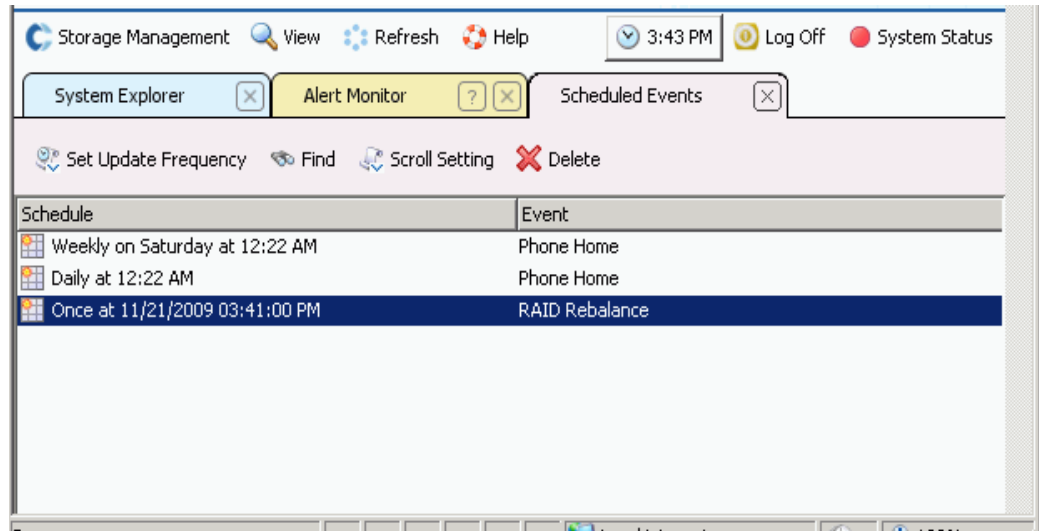 Storage Management View Refresh Help 3:43 PM Log Off System Status
System Explorer Alert Monitor ? Scheduled Events
Set Update Frequency Find Scroll Setting Delete
Schedule Event
Weekly on Saturday at 12:22 AM Phone Home
Daily at 12:22 AM Phone Home
Once at 11/21/2009 03:41:00 PM RAID Rebalance